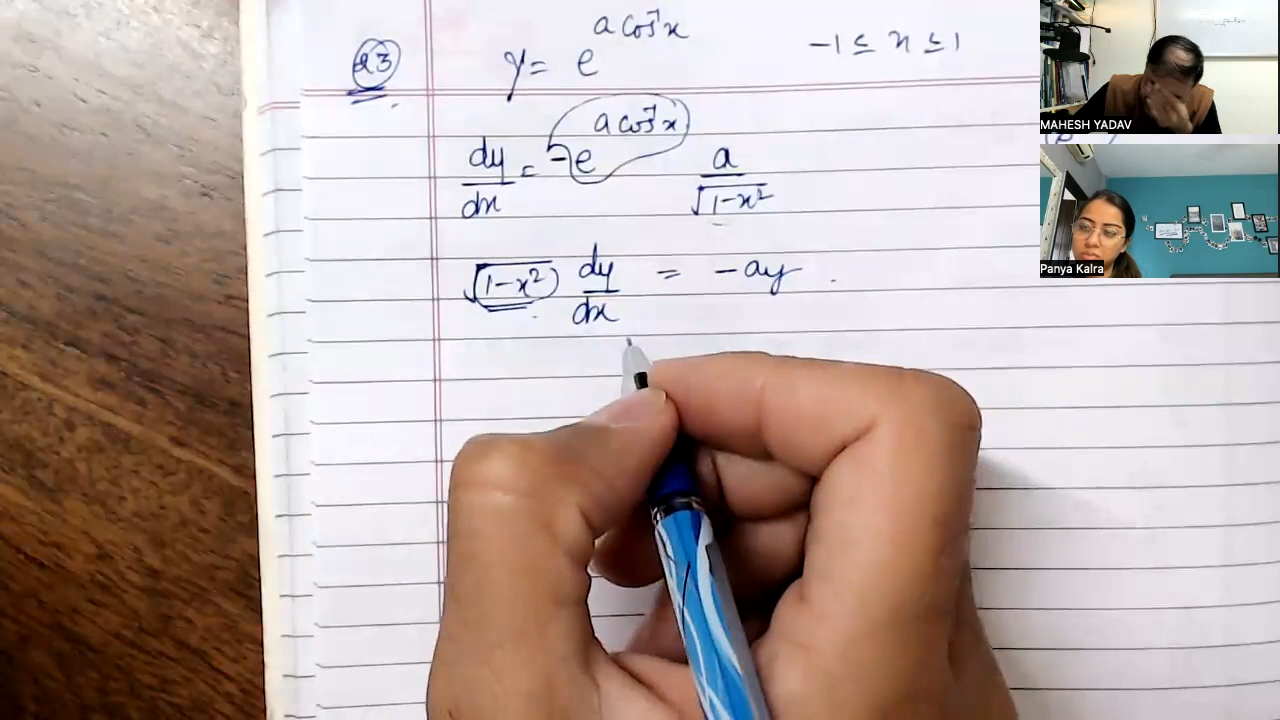 23 y = e^{a cos⁻¹x} -1 ≤ x ≤ 1
dy/dx = -e^{a cos⁻¹x} a/√(1-x²)
√(1-x²) dy/dx = -ay .
MAHESH YADAV
Panya Kalra